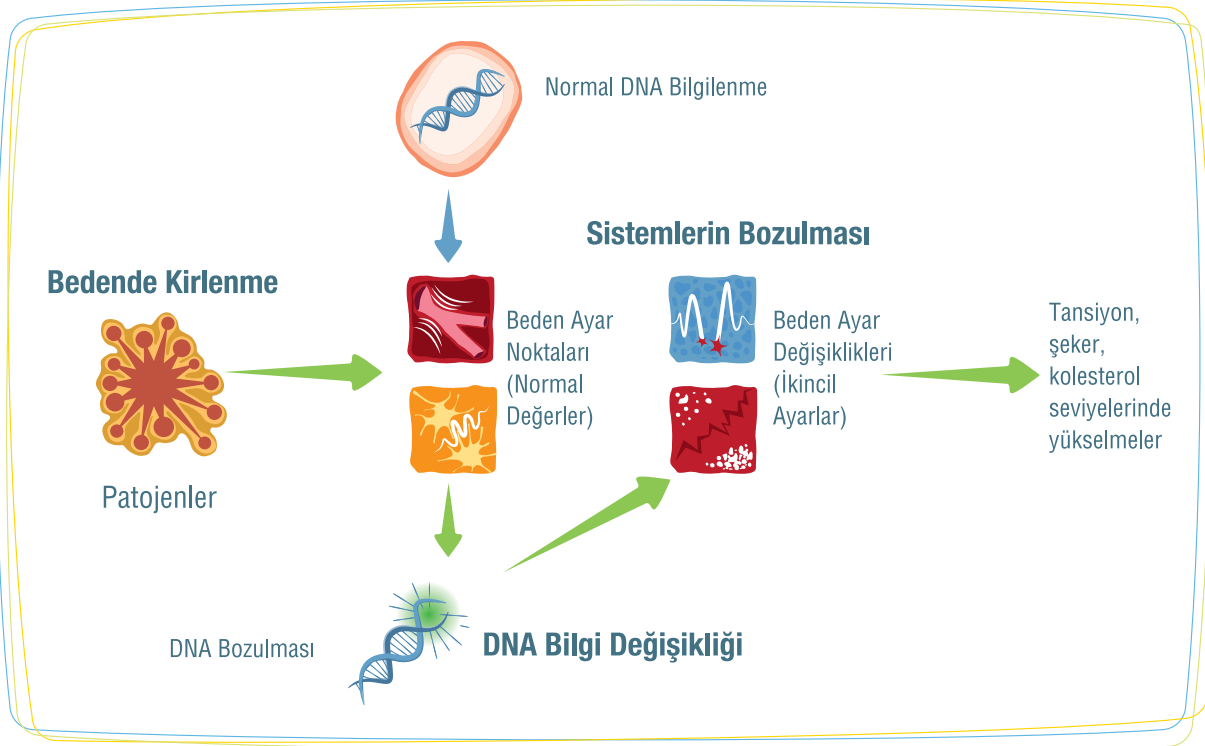 Normal DNA Bilgilenme
Sistemlerin Bozulması
Bedende Kirlenme
Patojenler
Beden Ayar
Noktaları
(Normal
Değerler)
Beden Ayar
Değişiklikleri
(İkincil
Ayarlar)
Tansiyon,
şeker,
kolesterol
seviyelerinde
yükselmeler
DNA Bozulması
DNA Bilgi Değişikliği